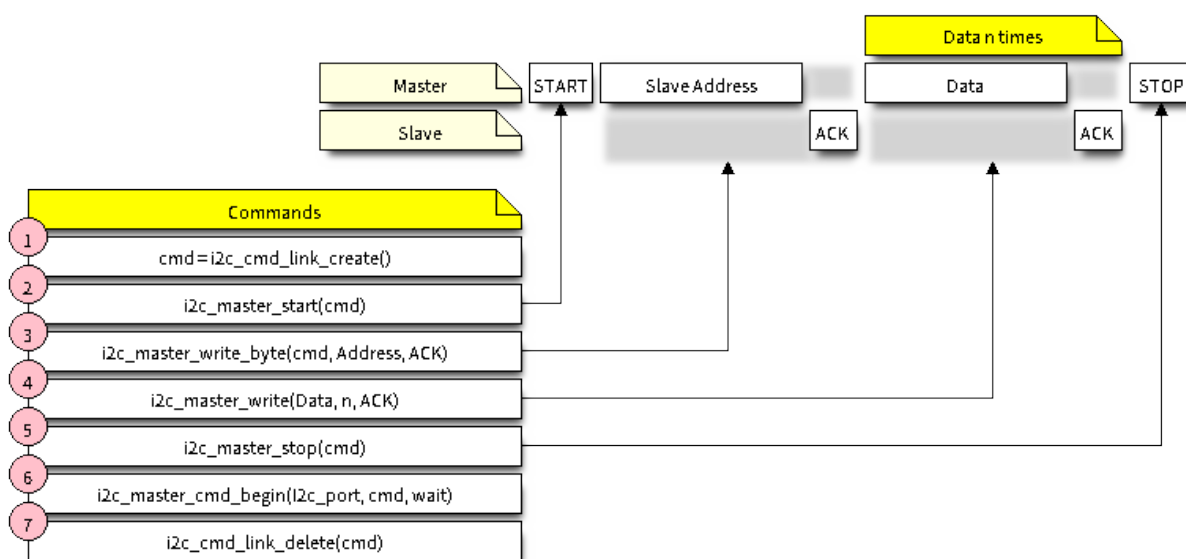 Data n times
Master START Slave Address Data STOP
Slave ACK ACK
Commands
1
cmd=i2c_cmd_link_create()
2
i2c_master_start(cmd)
3
i2c_master_write_byte(cmd, Address, ACK)
4
i2c_master_write(Data, n, ACK)
5
i2c_master_stop(cmd)
6
i2c_master_cmd_begin(I2c_port, cmd, wait)
7
i2c_cmd_link_delete(cmd)